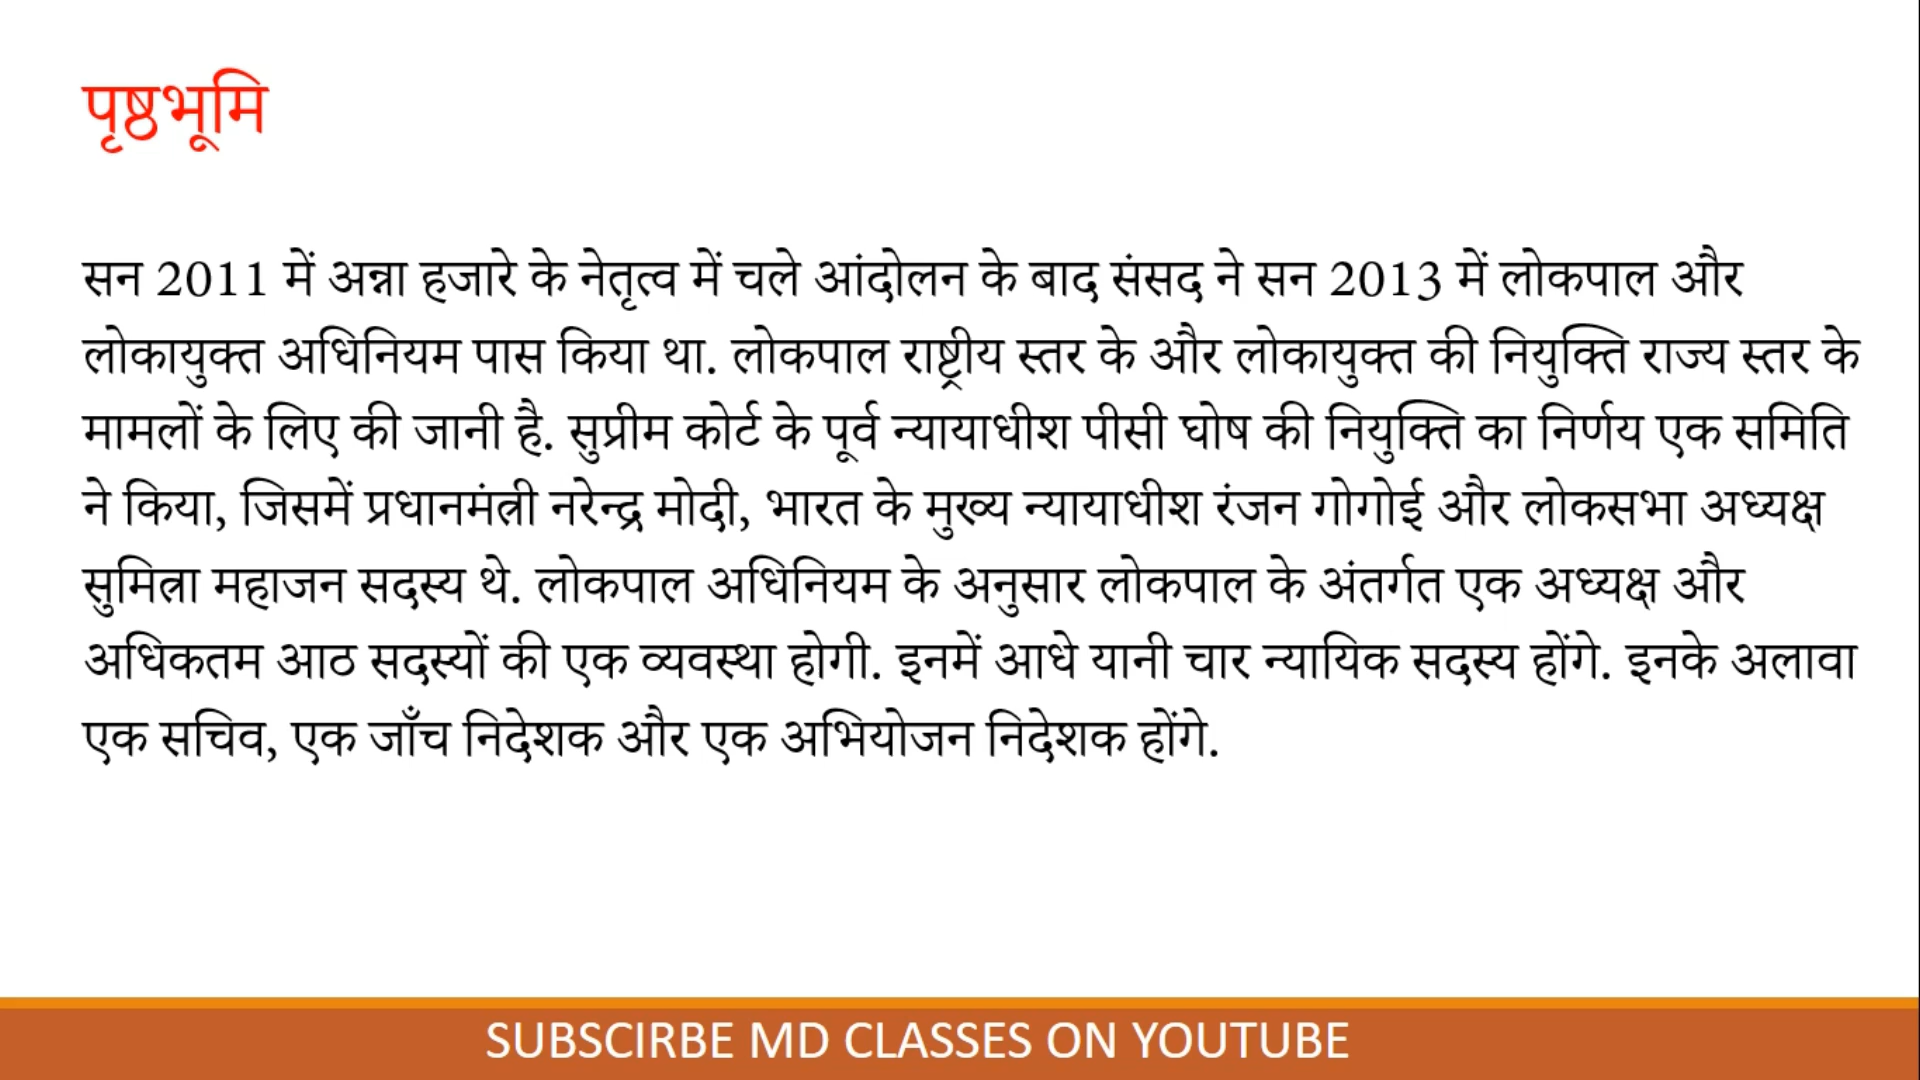 पृष्ठभूमि
सन 2011 में अन्ना हजारे के नेतृत्व में चले आंदोलन के बाद संसद ने सन 2013 में लोकपाल और
लोकायुक्त अधिनियम पास किया था. लोकपाल राष्ट्रीय स्तर के और लोकायुक्त की नियुक्ति राज्य स्तर के
मामलों के लिए की जानी है. सुप्रीम कोर्ट के पूर्व न्यायाधीश पीसी घोष की नियुक्ति का निर्णय एक समिति
ने किया, जिसमें प्रधानमंत्री नरेन्द्र मोदी, भारत के मुख्य न्यायाधीश रंजन गोगोई और लोकसभा अध्यक्ष
सुमित्रा महाजन सदस्य थे. लोकपाल अधिनियम के अनुसार लोकपाल के अंतर्गत एक अध्यक्ष और
अधिकतम आठ सदस्यों की एक व्यवस्था होगी. इनमें आधे यानी चार न्यायिक सदस्य होंगे. इनके अलावा
एक सचिव, एक जाँच निदेशक और एक अभियोजन निदेशक होंगे.
SUBSCIRBE MD CLASSES ON YOUTUBE